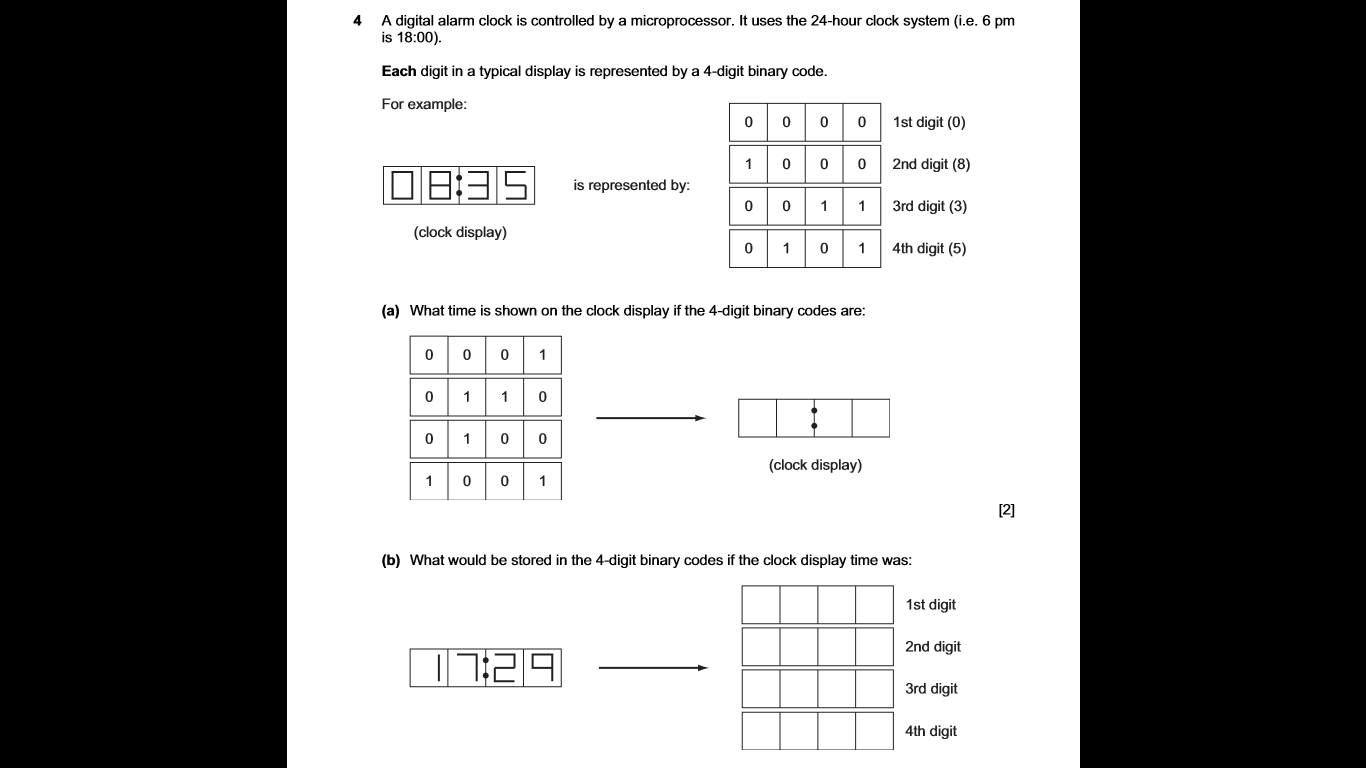 4 A digital alarm clock is controlled by a microprocessor. It uses the 24-hour clock system (i.e. 6 pm
is 18:00).
Each digit in a typical display is represented by a 4-digit binary code.
For example:
0 0 0 0 1st digit (0)
1 0 0 0 2nd digit (8)
08:35 is represented by:
0 0 1 1 3rd digit (3)
(clock display)
0 1 0 1 4th digit (5)
(a) What time is shown on the clock display if the 4-digit binary codes are:
0 0 0 1
0 1 1 0
:
0 1 0 0
(clock display)
1 0 0 1
[2]
(b) What would be stored in the 4-digit binary codes if the clock display time was:
1st digit
2nd digit
17:29
3rd digit
4th digit